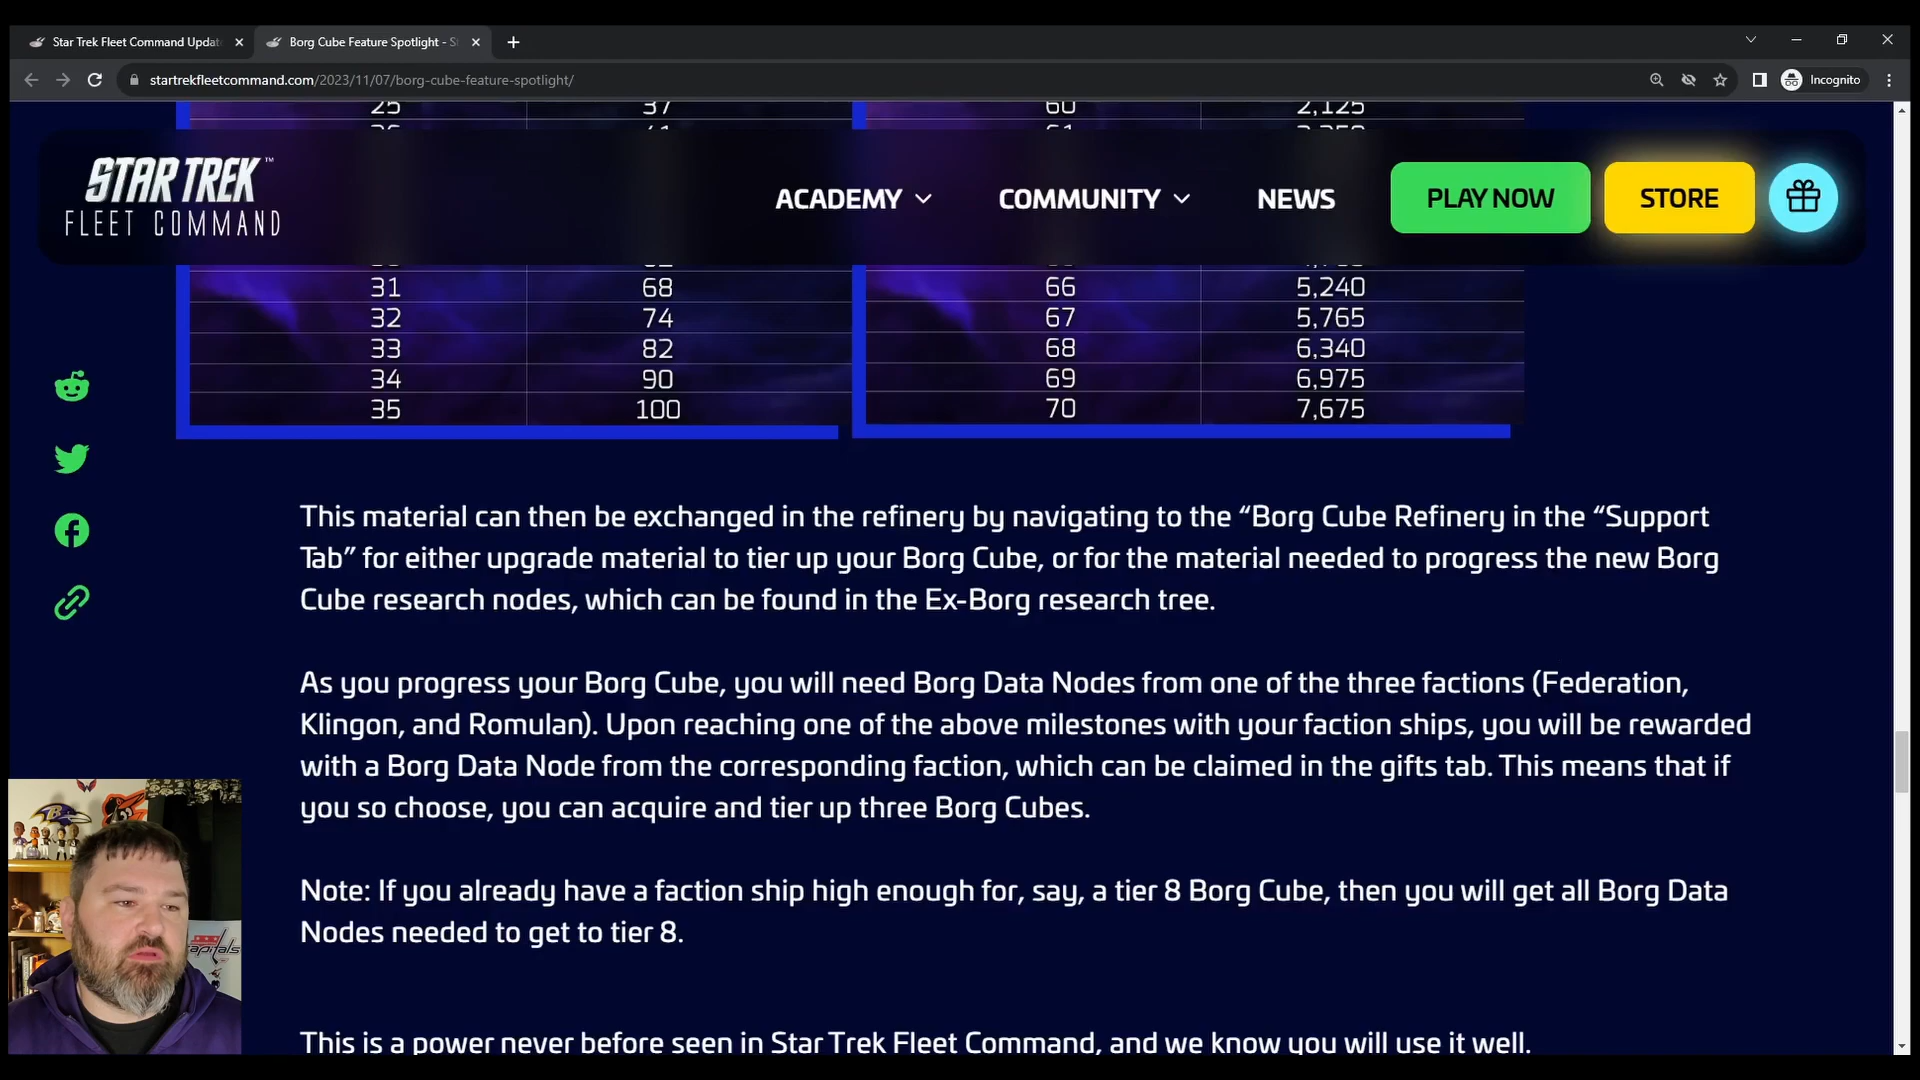 Star Trek Fleet Command Updat
Borg Cube Feature Spotlight - S
startrekfleetcommand.com/2023/11/07/borg-cube-feature-spotlight/
Incognito
25 37 60 2,125
STAR TREK™
FLEET COMMAND
ACADEMY
COMMUNITY
NEWS
PLAY NOW
STORE
31 68 66 5,240
32 74 67 5,765
33 82 68 6,340
34 90 69 6,975
35 100 70 7,675
This material can then be exchanged in the refinery by navigating to the “Borg Cube Refinery in the “Support
Tab” for either upgrade material to tier up your Borg Cube, or for the material needed to progress the new Borg
Cube research nodes, which can be found in the Ex-Borg research tree.
As you progress your Borg Cube, you will need Borg Data Nodes from one of the three factions (Federation,
Klingon, and Romulan). Upon reaching one of the above milestones with your faction ships, you will be rewarded
with a Borg Data Node from the corresponding faction, which can be claimed in the gifts tab. This means that if
you so choose, you can acquire and tier up three Borg Cubes.
Note: If you already have a faction ship high enough for, say, a tier 8 Borg Cube, then you will get all Borg Data
Nodes needed to get to tier 8.
This is a power never before seen in Star Trek Fleet Command, and we know you will use it well.
capitals